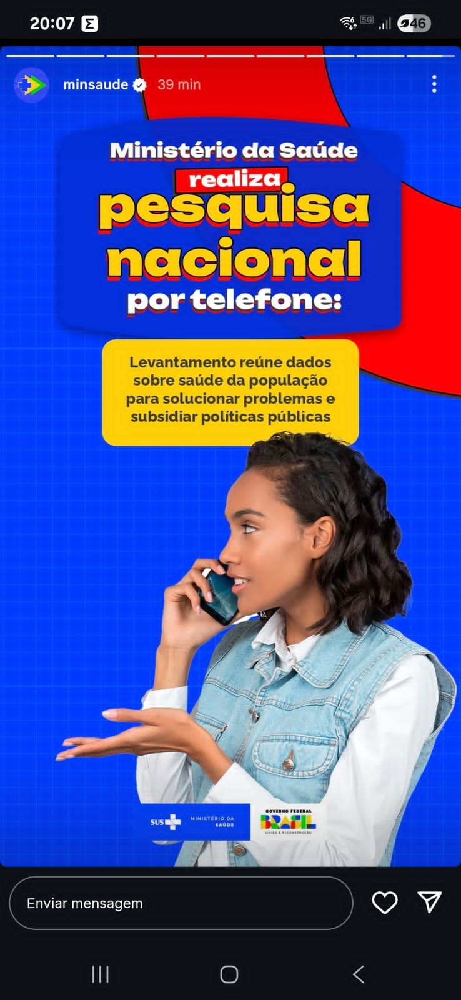 20:07
6 5G 46
minsaude 39 min
Ministério da Saúde
realiza
pesquisa
nacional
por telefone:
Levantamento reúne dados
sobre saúde da população
para solucionar problemas e
subsidiar políticas públicas
SUS MINISTÉRIO DA
SAÚDE
GOVERNO FEDERAL
BRASIL
UNIÃO E RECONSTRUÇÃO
Enviar mensagem